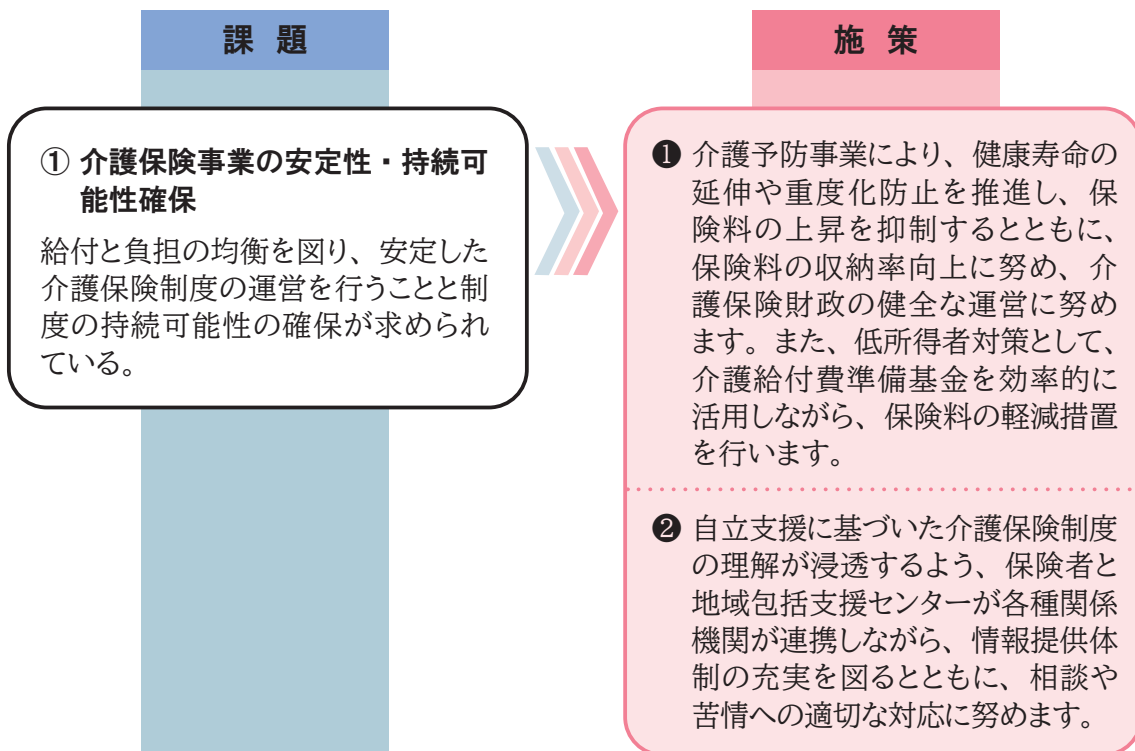 課 題
① 介護保険事業の安定性・持続可
能性確保
給付と負担の均衡を図り、安定した
介護保険制度の運営を行うことと制
度の持続可能性の確保が求められ
ている。
施 策
❶ 介護予防事業により、健康寿命の
延伸や重度化防止を推進し、保
険料の上昇を抑制するとともに、
保険料の収納率向上に努め、介
護保険財政の健全な運営に努め
ます。また、低所得者対策として、
介護給付費準備基金を効率的に
活用しながら、保険料の軽減措置
を行います。
❷ 自立支援に基づいた介護保険制度
の理解が浸透するよう、保険者と
地域包括支援センターが各種関係
機関が連携しながら、情報提供体
制の充実を図るとともに、相談や
苦情への適切な対応に努めます。